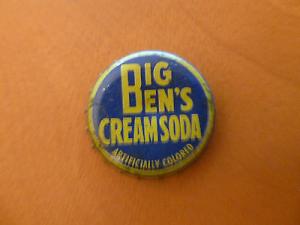 BIG
BEN'S
CREAM SODA
ARTIFICIALLY COLORED